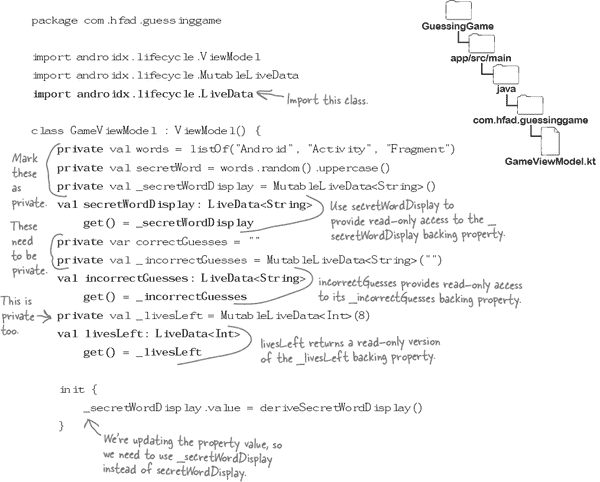 package com.hfad.guessinggame
import androidx.lifecycle.ViewModel
import androidx.lifecycle.MutableLiveData
import androidx.lifecycle.LiveData
Import this class.
GuessingGame
app/src/main
java
com.hfad.guessinggame
GameViewModel.kt
class GameViewModel : ViewModel() {
Mark
these
as
private.
private val words = listOf("Android", "Activity", "Fragment")
private val secretWord = words.random().uppercase()
private val _secretWordDisplay = MutableLiveData<String>()
val secretWordDisplay: LiveData<String>
get() = _secretWordDisplay
Use secretWordDisplay to
provide read-only access to the _
secretWordDisplay backing property.
These
need
to be
private.
private var correctGuesses = ""
private val _incorrectGuesses = MutableLiveData<String>("")
val incorrectGuesses: LiveData<String>
get() = _incorrectGuesses
incorrectGuesses provides read-only access
to its _incorrectGuesses backing property.
This is
private
too.
private val _livesLeft = MutableLiveData<Int>(8)
val livesLeft: LiveData<Int>
get() = _livesLeft
livesLeft returns a read-only version
of the _livesLeft backing property.
init {
_secretWordDisplay.value = deriveSecretWordDisplay()
}
We're updating the property value, so
we need to use _secretWordDisplay
instead of secretWordDisplay.